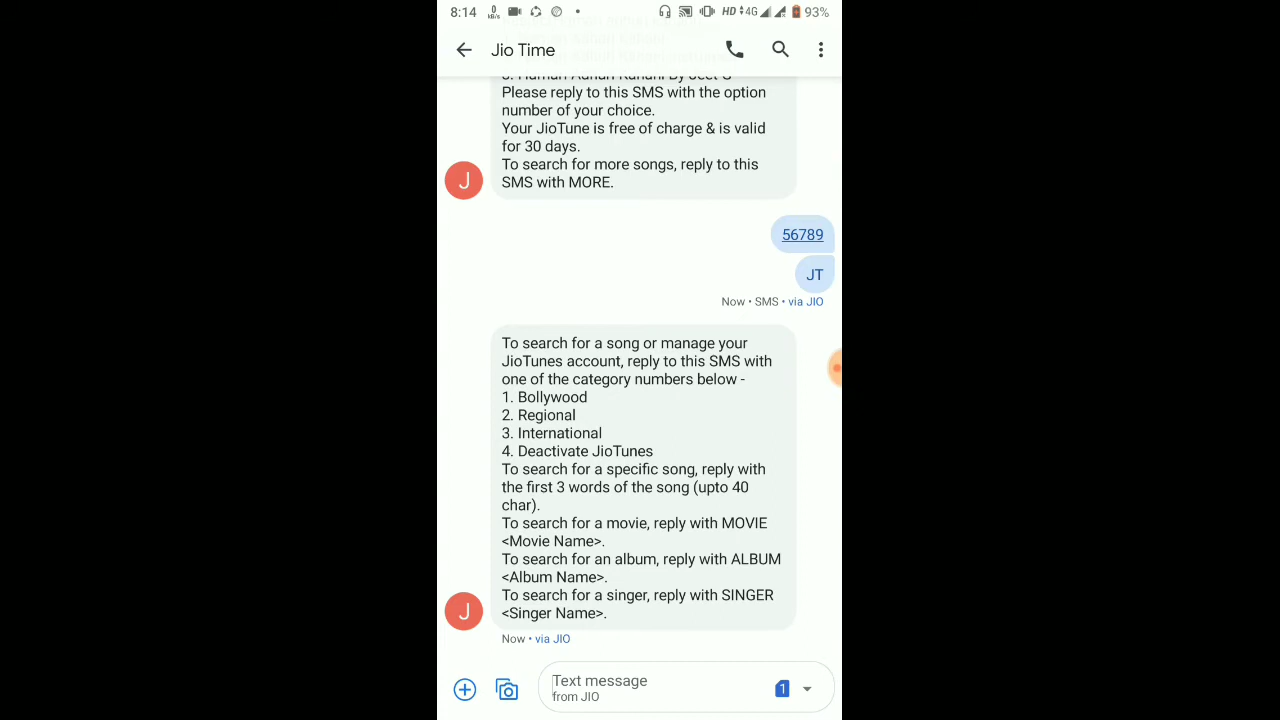 8:14
0
kB/s
HD 4G
93%
Jio Time
Please reply to this SMS with the option
number of your choice.
Your JioTune is free of charge & is valid
for 30 days.
To search for more songs, reply to this
SMS with MORE.
J
56789
JT
Now • SMS • via JIO
To search for a song or manage your
JioTunes account, reply to this SMS with
one of the category numbers below -
1. Bollywood
2. Regional
3. International
4. Deactivate JioTunes
To search for a specific song, reply with
the first 3 words of the song (upto 40
char).
To search for a movie, reply with MOVIE
<Movie Name>.
To search for an album, reply with ALBUM
<Album Name>.
To search for a singer, reply with SINGER
<Singer Name>.
J
Now • via JIO
Text message
from JIO
1